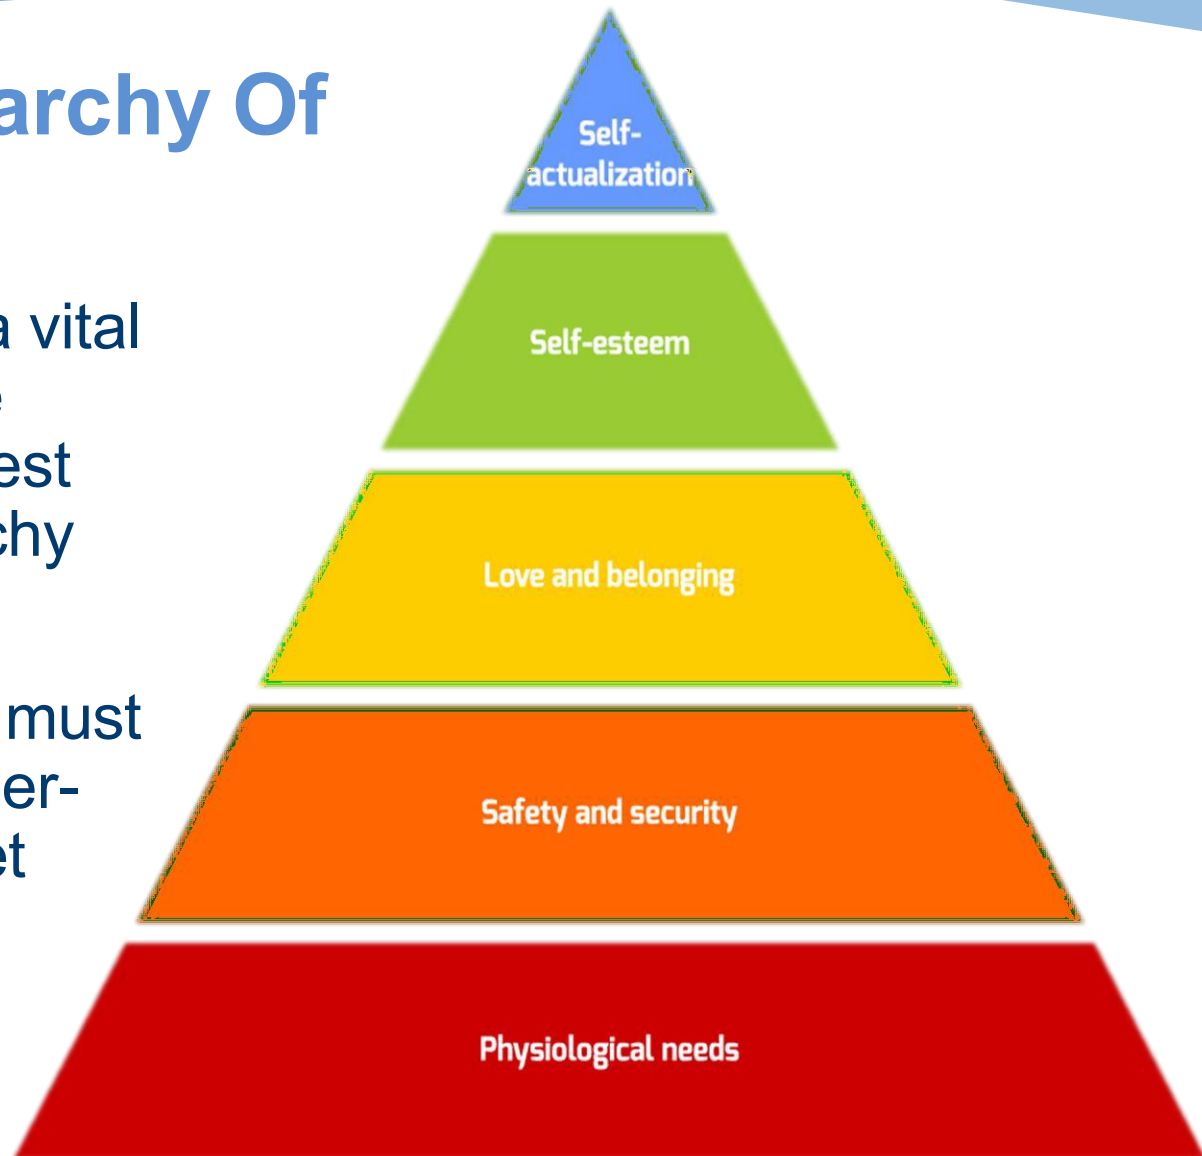 archy Of
a vital
est
chy
must
er-
et
Self-
actualization
Self-esteem
Love and belonging
Safety and security
Physiological needs